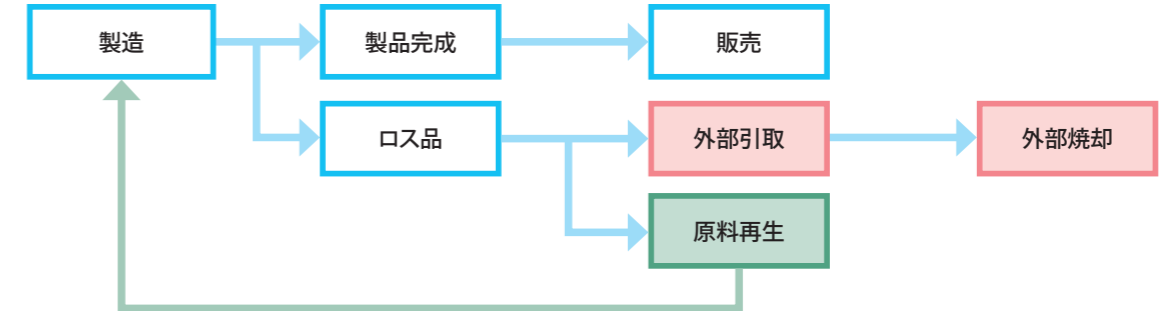 製造
製品完成
販売
ロス品
外部引取
外部焼却
原料再生